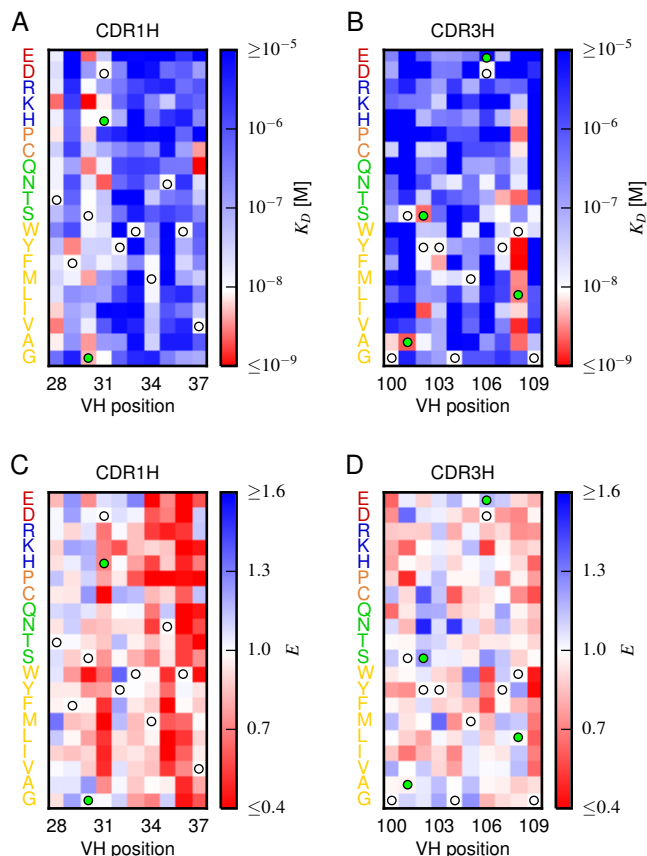 A
CDR1H
E
D
R
K
H
P
C
Q
N
T
S
W
Y
F
M
L
I
V
A
G
28 31 34 37
VH position
≥10⁻⁵
10⁻⁶
10⁻⁷
10⁻⁸
≤10⁻⁹
K_D [M]
B
CDR3H
E
D
R
K
H
P
C
Q
N
T
S
W
Y
F
M
L
I
V
A
G
100 103 106 109
VH position
≥10⁻⁵
10⁻⁶
10⁻⁷
10⁻⁸
≤10⁻⁹
K_D [M]
C
CDR1H
E
D
R
K
H
P
C
Q
N
T
S
W
Y
F
M
L
I
V
A
G
28 31 34 37
VH position
≥1.6
1.3
1.0
0.7
≤0.4
E
D
CDR3H
E
D
R
K
H
P
C
Q
N
T
S
W
Y
F
M
L
I
V
A
G
100 103 106 109
VH position
≥1.6
1.3
1.0
0.7
≤0.4
E